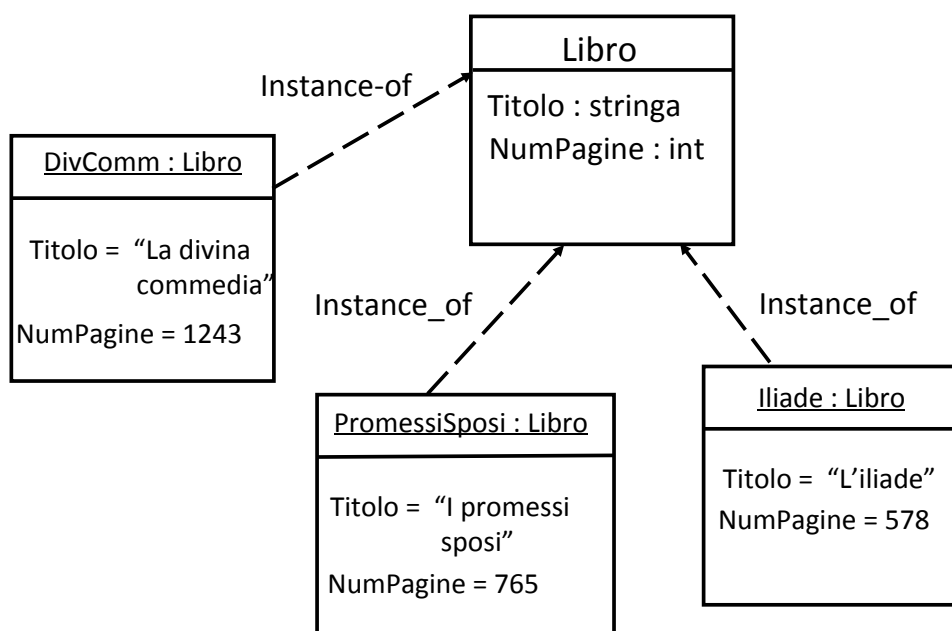 Libro
Titolo : stringa
NumPagine : int
Instance-of
DivComm : Libro
Titolo = “La divina
commedia”
NumPagine = 1243
Instance_of
Instance_of
PromessiSposi : Libro
Titolo = “I promessi
sposi”
NumPagine = 765
Iliade : Libro
Titolo = “L’iliade”
NumPagine = 578